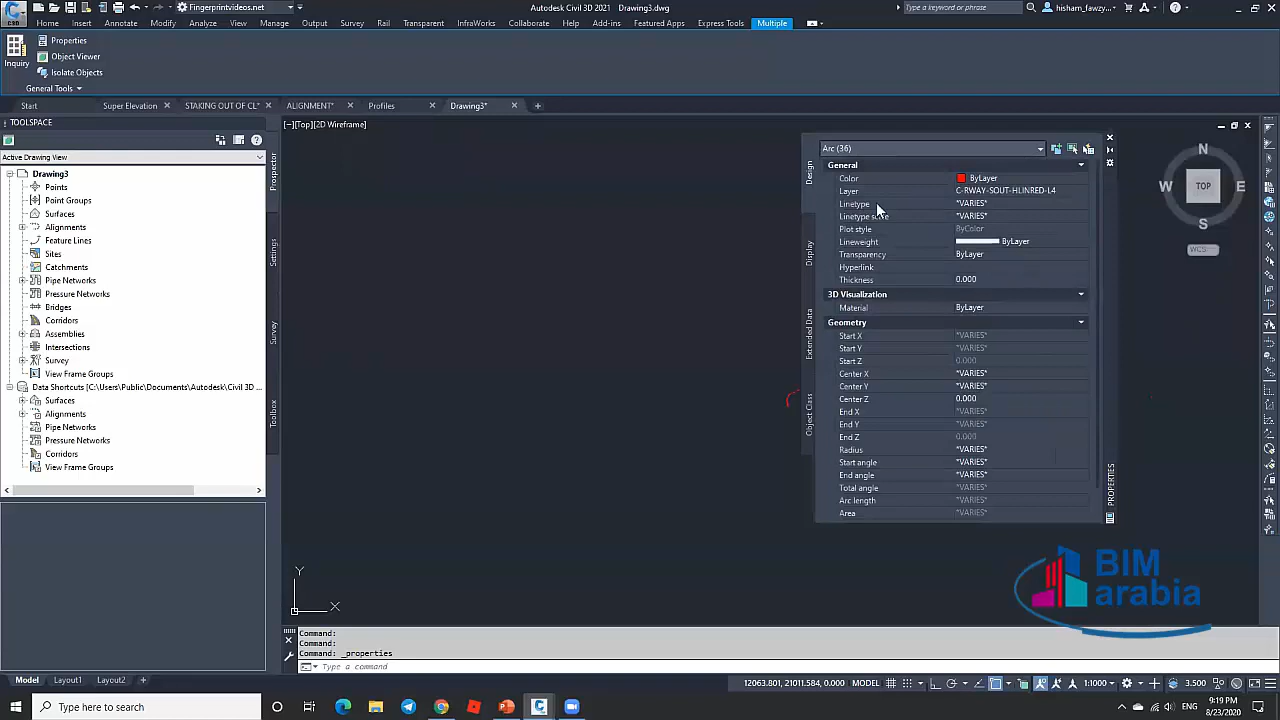 Fingerprintvideos.net
Autodesk Civil 3D 2021 Drawing3.dwg
Type a keyword or phrase
hisham_fawzy...
C3D
Home Insert Annotate Modify Analyze View Manage Output Survey Rail Transparent InfraWorks Collaborate Help Add-ins Featured Apps Express Tools Multiple
Inquiry
Properties
Object Viewer
Isolate Objects
General Tools
Start Super Elevation STAKING OUT OF CL* ALIGNMENT* Profiles Drawing3*
TOOLSPACE
Active Drawing View
Drawing3
Points
Point Groups
Surfaces
Alignments
Feature Lines
Sites
Catchments
Pipe Networks
Pressure Networks
Bridges
Corridors
Assemblies
Intersections
Survey
View Frame Groups
Data Shortcuts [C:\Users\Public\Documents\Autodesk\Civil 3D ...
Surfaces
Alignments
Pipe Networks
Pressure Networks
Corridors
View Frame Groups
Prospector
Settings
Survey
Toolbox
[−][Top][2D Wireframe]
Design
Display
Extended Data
Object Class
PROPERTIES
Arc (36)
General
Color ByLayer
Layer C-RWAY-SOUT-HLINRED-L4
Linetype *VARIES*
Linetype scale *VARIES*
Plot style ByColor
Lineweight ByLayer
Transparency ByLayer
Hyperlink
Thickness 0.000
3D Visualization
Material ByLayer
Geometry
Start X *VARIES*
Start Y *VARIES*
Start Z 0.000
Center X *VARIES*
Center Y *VARIES*
Center Z 0.000
End X *VARIES*
End Y *VARIES*
End Z 0.000
Radius *VARIES*
Start angle *VARIES*
End angle *VARIES*
Total angle *VARIES*
Arc length *VARIES*
Area *VARIES*
N
W TOP E
S
WCS
BIM
arabia
Y
X
Command:
Command:
Command: _properties
Type a command
Model Layout1 Layout2
12063.801, 21011.584, 0.000 MODEL 1:1000 3.500
Type here to search
ENG
9:19 PM
8/23/2020